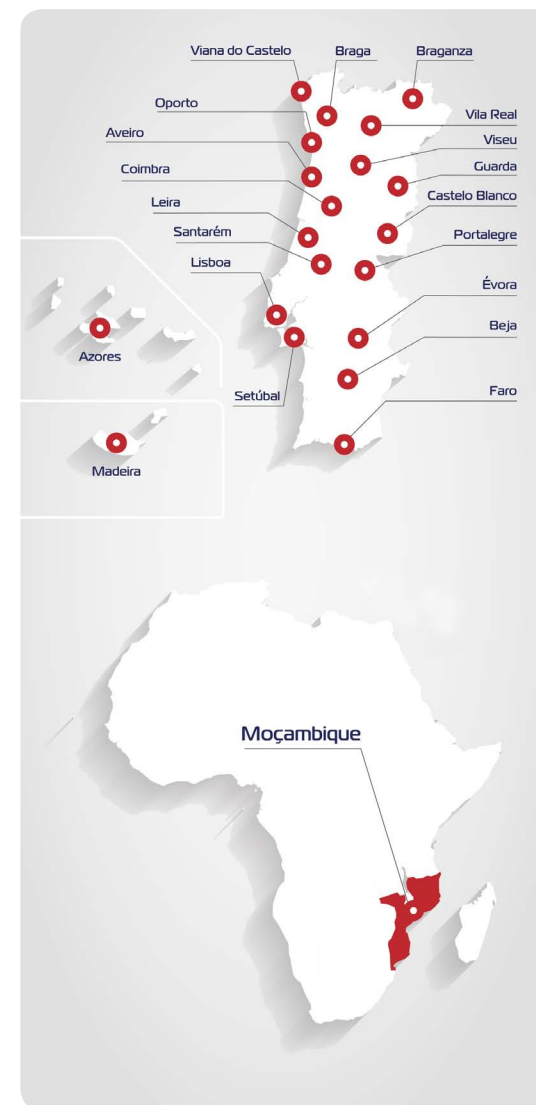 Viana do Castelo
Braga
Braganza
Oporto
Vila Real
Aveiro
Viseu
Coimbra
Guarda
Leira
Castelo Blanco
Santarém
Portalegre
Lisboa
Évora
Beja
Azores
Setúbal
Faro
Madeira
Moçambique